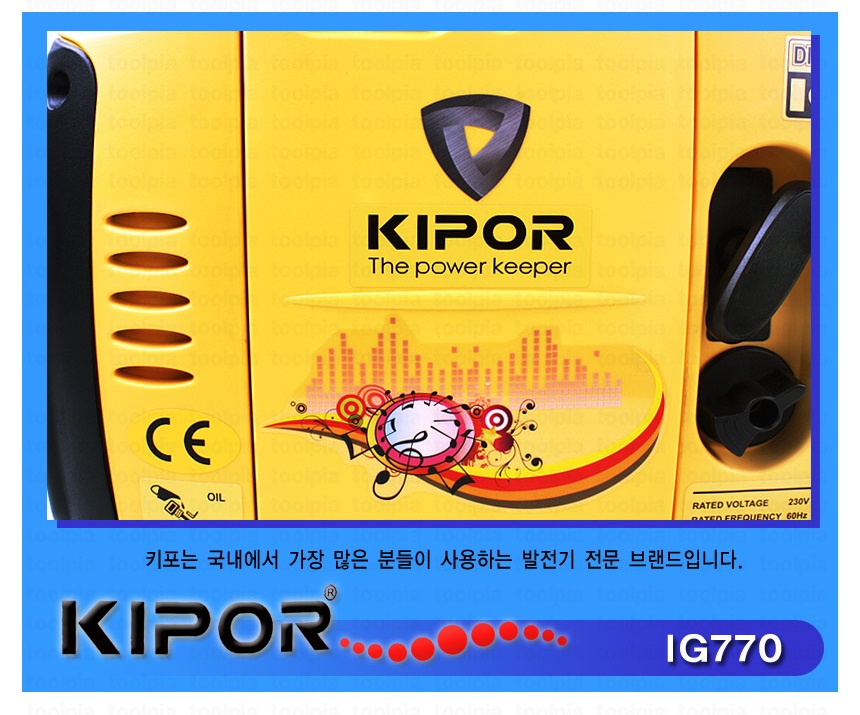 KIPOR
The power keeper
CE
OIL
RATED VOLTAGE 230V
RATED FREQUENCY 60Hz
키포는 국내에서 가장 많은 분들이 사용하는 발전기 전문 브랜드입니다.
KIPOR®
IG770
toolpia